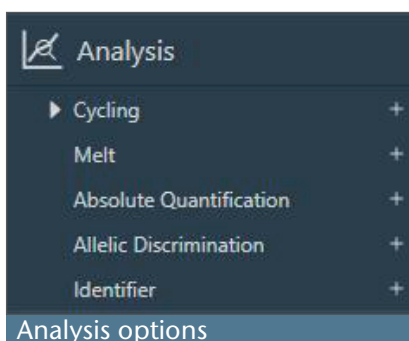 Analysis
Cycling +
Melt +
Absolute Quantification +
Allelic Discrimination +
Identifier +
Analysis options